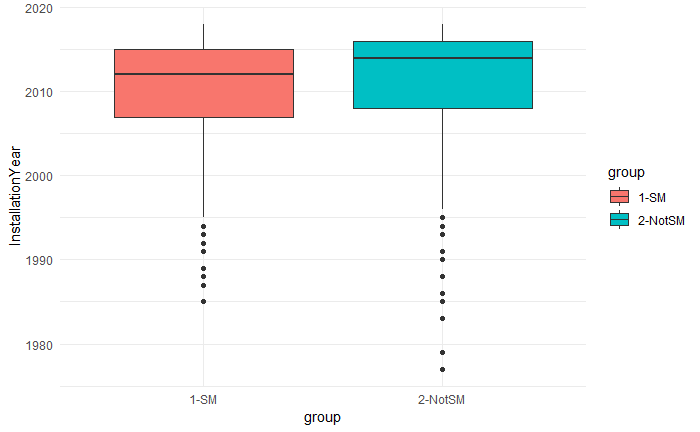 2020
2010
2000
1990
1980
InstallationYear
1-SM
2-NotSM
group
group
1-SM
2-NotSM